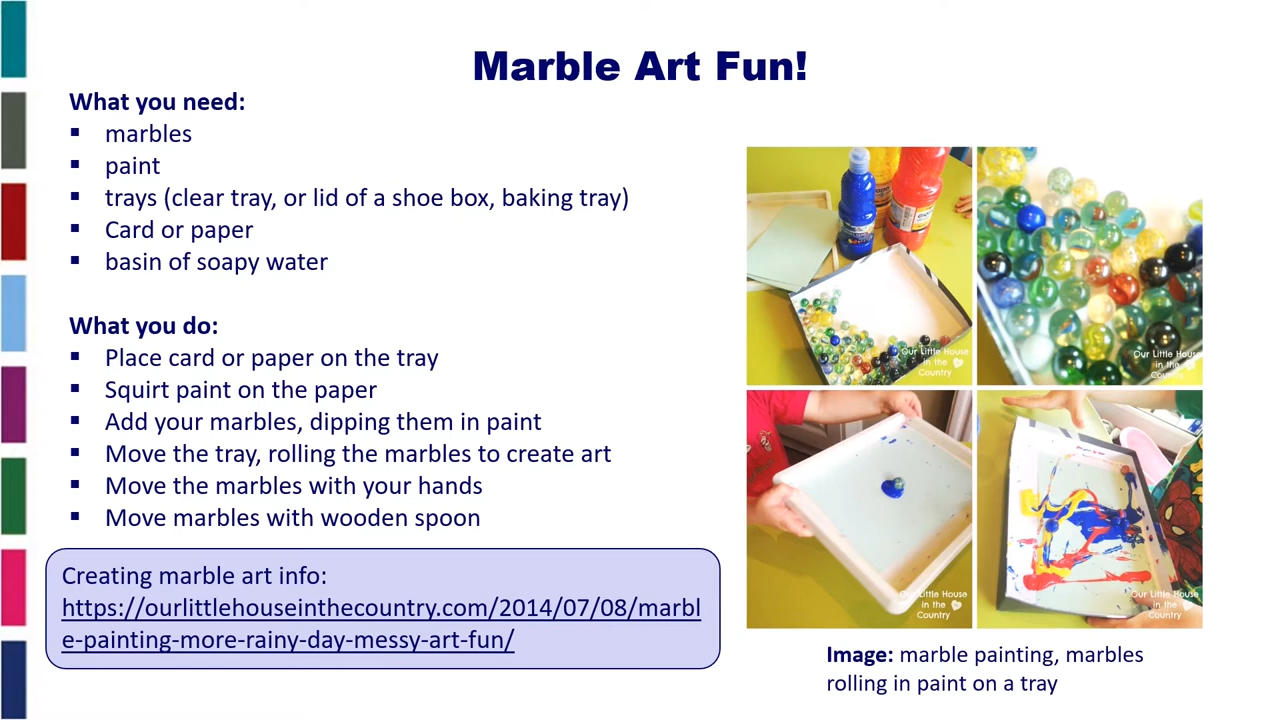 Marble Art Fun!
What you need:
▪ marbles
▪ paint
▪ trays (clear tray, or lid of a shoe box, baking tray)
▪ Card or paper
▪ basin of soapy water
What you do:
▪ Place card or paper on the tray
▪ Squirt paint on the paper
▪ Add your marbles, dipping them in paint
▪ Move the tray, rolling the marbles to create art
▪ Move the marbles with your hands
▪ Move marbles with wooden spoon
Creating marble art info:
https://ourlittlehouseinthecountry.com/2014/07/08/marbl
e-painting-more-rainy-day-messy-art-fun/
Our Little House
in the
Country
Our Little House
in the
Country
Our Little House
in the
Country
Our Little House
in the
Country
Image: marble painting, marbles
rolling in paint on a tray